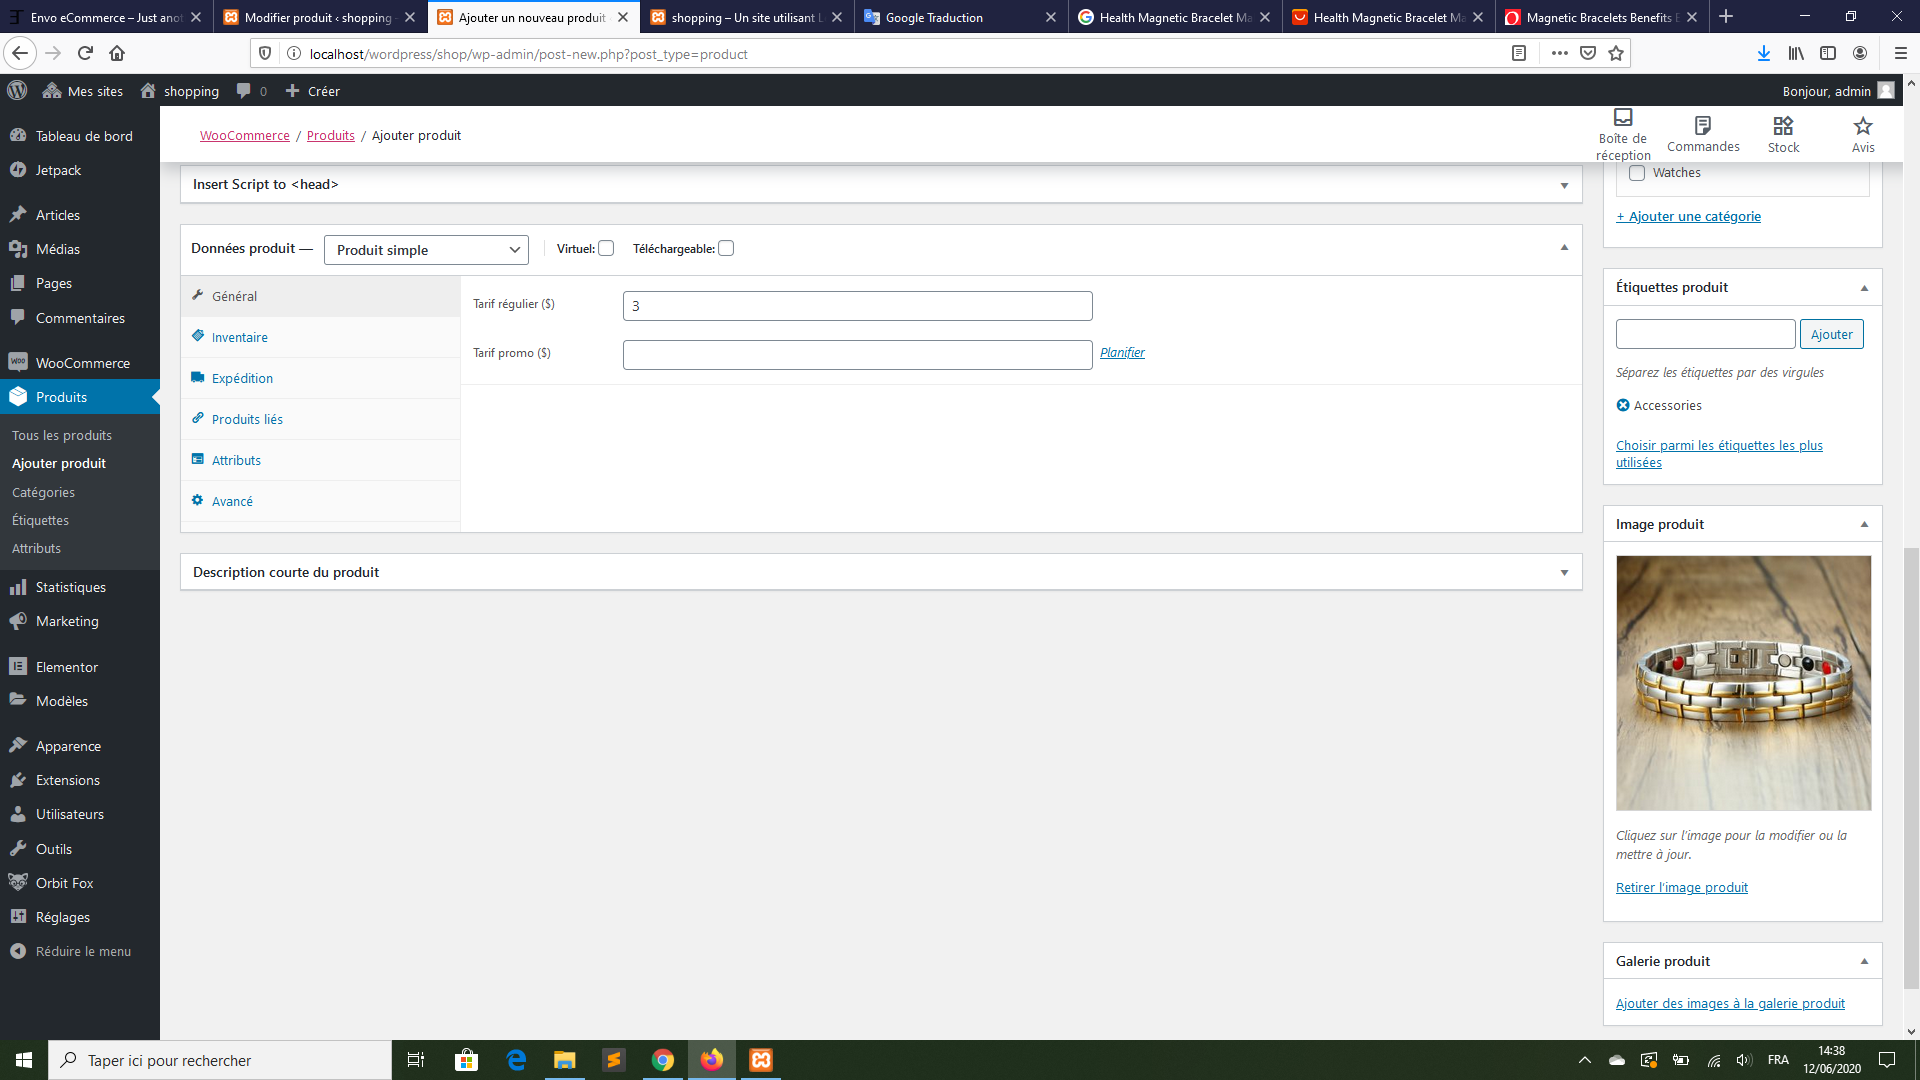 Envo eCommerce – Just anot
Modifier produit ‹ shopping –
Ajouter un nouveau produit
shopping – Un site utilisant L
Google Traduction
Health Magnetic Bracelet Ma
Health Magnetic Bracelet Ma
Magnetic Bracelets Benefits E
localhost/wordpress/shop/wp-admin/post-new.php?post_type=product
Mes sites
shopping
0
Créer
Bonjour, admin
WooCommerce / Produits / Ajouter produit
Boîte de réception
Commandes
Stock
Avis
Tableau de bord
Jetpack
Articles
Médias
Pages
Commentaires
WooCommerce
Produits
Tous les produits
Ajouter produit
Catégories
Étiquettes
Attributs
Statistiques
Marketing
Elementor
Modèles
Apparence
Extensions
Utilisateurs
Outils
Orbit Fox
Réglages
Réduire le menu
Insert Script to <head>
Données produit —
Produit simple
Virtuel:
Téléchargeable:
Général
Inventaire
Expédition
Produits liés
Attributs
Avancé
Tarif régulier ($)
3
Tarif promo ($)
Planifier
Description courte du produit
Watches
+ Ajouter une catégorie
Étiquettes produit
Ajouter
Séparez les étiquettes par des virgules
Accessories
Choisir parmi les étiquettes les plus
utilisées
Image produit
Cliquez sur l'image pour la modifier ou la
mettre à jour.
Retirer l'image produit
Galerie produit
Ajouter des images à la galerie produit
Taper ici pour rechercher
FRA
14:38
12/06/2020